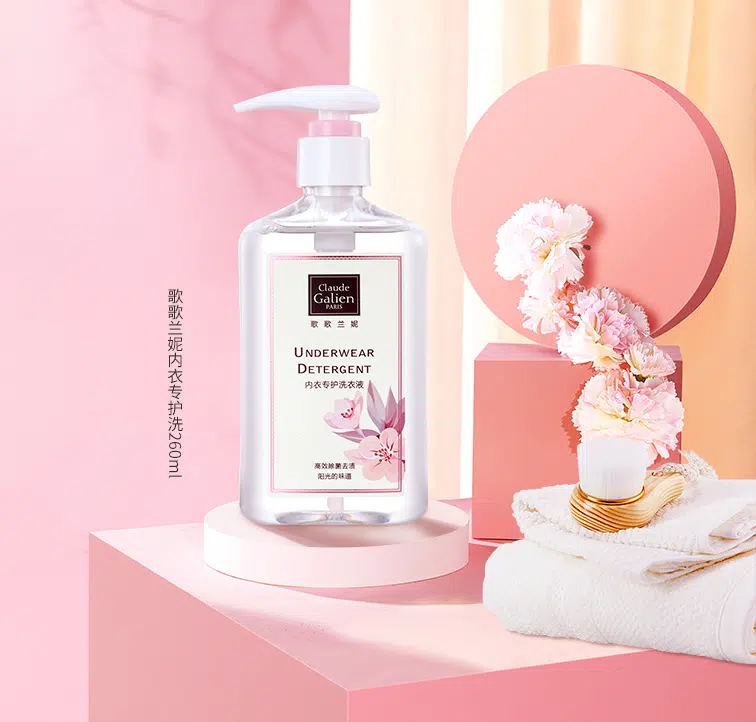 歌歌兰妮内衣专护洗260ml
Claude
Galien
PARIS
歌歌兰妮
UNDERWEAR
DETERGENT
内衣专护洗衣液
高效除菌去渍
阳光的味道